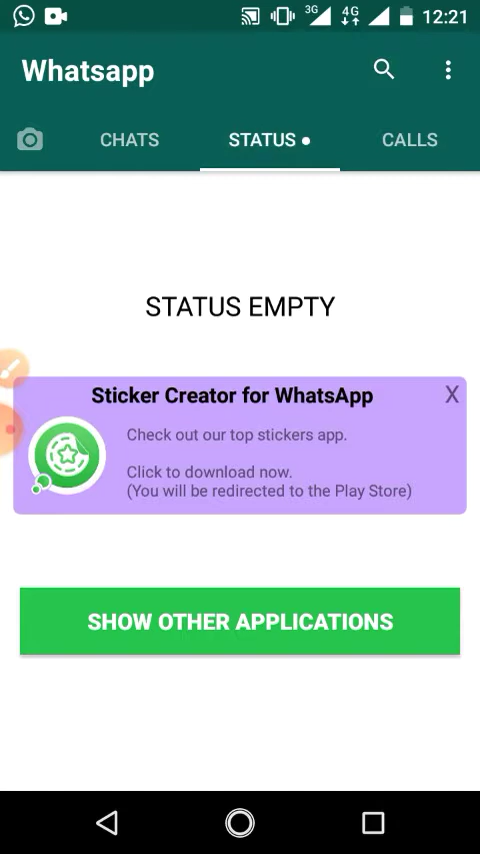 3G 4G 12:21
Whatsapp
CHATS STATUS CALLS
STATUS EMPTY
Sticker Creator for WhatsApp X
Check out our top stickers app.
Click to download now.
(You will be redirected to the Play Store)
SHOW OTHER APPLICATIONS